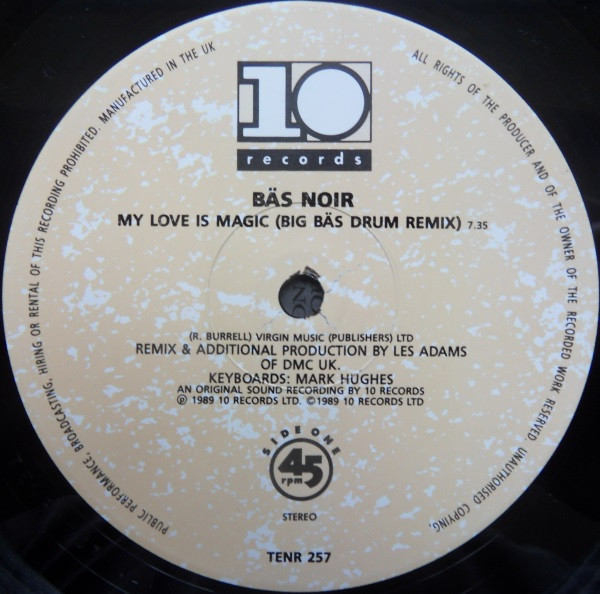 10
records
BÄS NOIR
MY LOVE IS MAGIC (BIG BÄS DRUM REMIX) 7.35
(R. BURRELL) VIRGIN MUSIC (PUBLISHERS) LTD
REMIX & ADDITIONAL PRODUCTION BY LES ADAMS
OF DMC UK.
KEYBOARDS: MARK HUGHES
AN ORIGINAL SOUND RECORDING BY 10 RECORDS
℗ 1989 10 RECORDS LTD. ©1989 10 RECORDS LTD
SIDE ONE
45
rpm
STEREO
TENR 257
ALL RIGHTS OF THE PRODUCER AND OF THE OWNER OF THE RECORDED WORK RESERVED. UNAUTHORISED COPYING,
PUBLIC PERFORMANCE, BROADCASTING, HIRING OR RENTAL OF THIS RECORDING PROHIBITED. MANUFACTURED IN THE UK